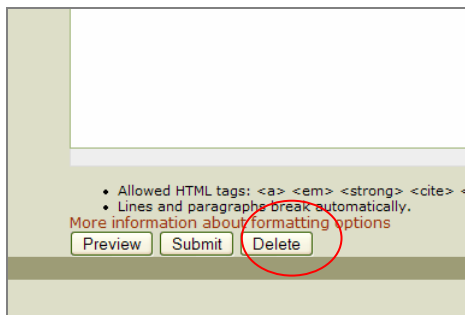 • Allowed HTML tags: <a> <em> <strong> <cite> <
• Lines and paragraphs break automatically.
More information about formatting options
Preview Submit Delete